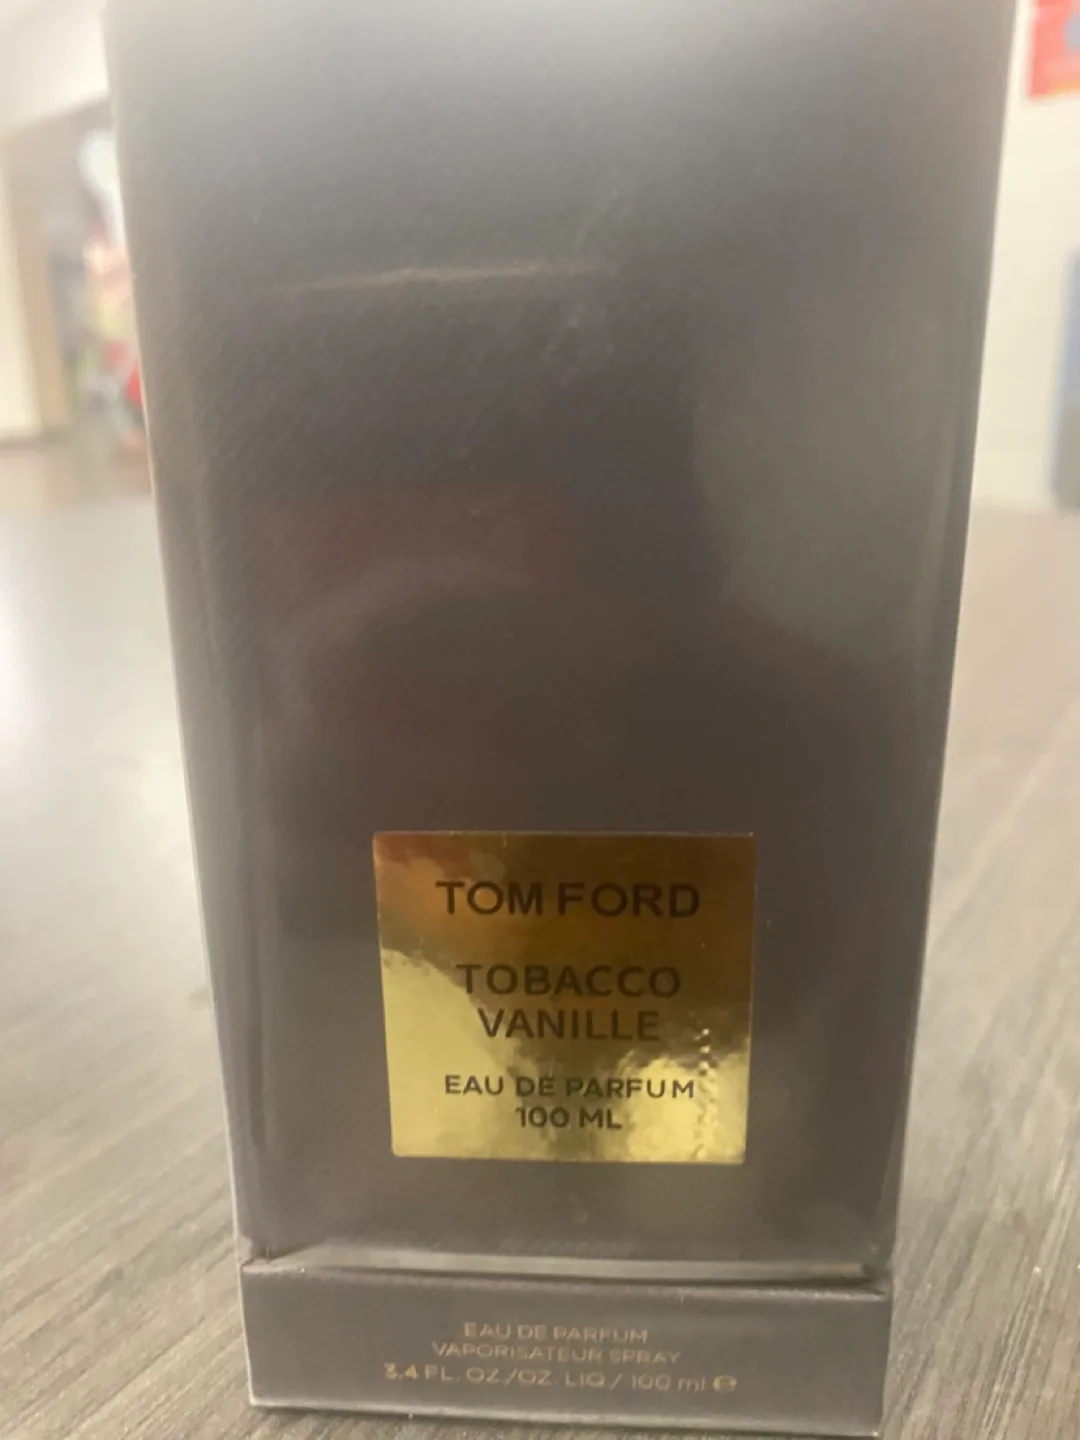 TOM FORD
TOBACCO
VANILLE
EAU DE PARFUM
100 ML
EAU DE PARFUM
VAPORISATEUR SPRAY
3.4 FL. OZ./OZ. LIQ / 100 ml ℮